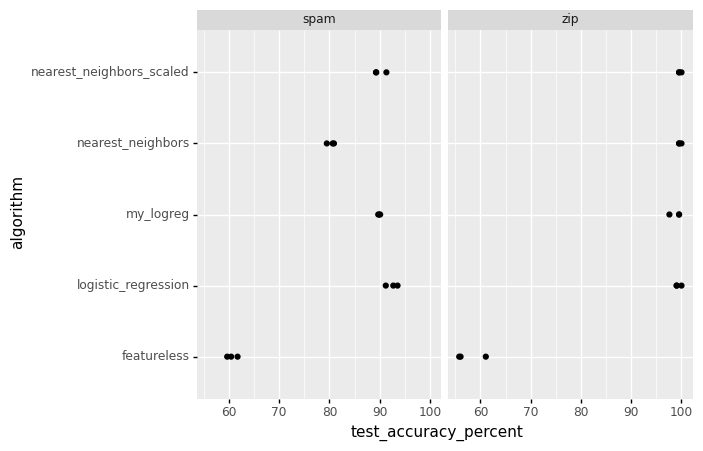 spam zip
nearest_neighbors_scaled
nearest_neighbors
my_logreg
logistic_regression
featureless
algorithm
60 70 80 90 100 60 70 80 90 100
test_accuracy_percent